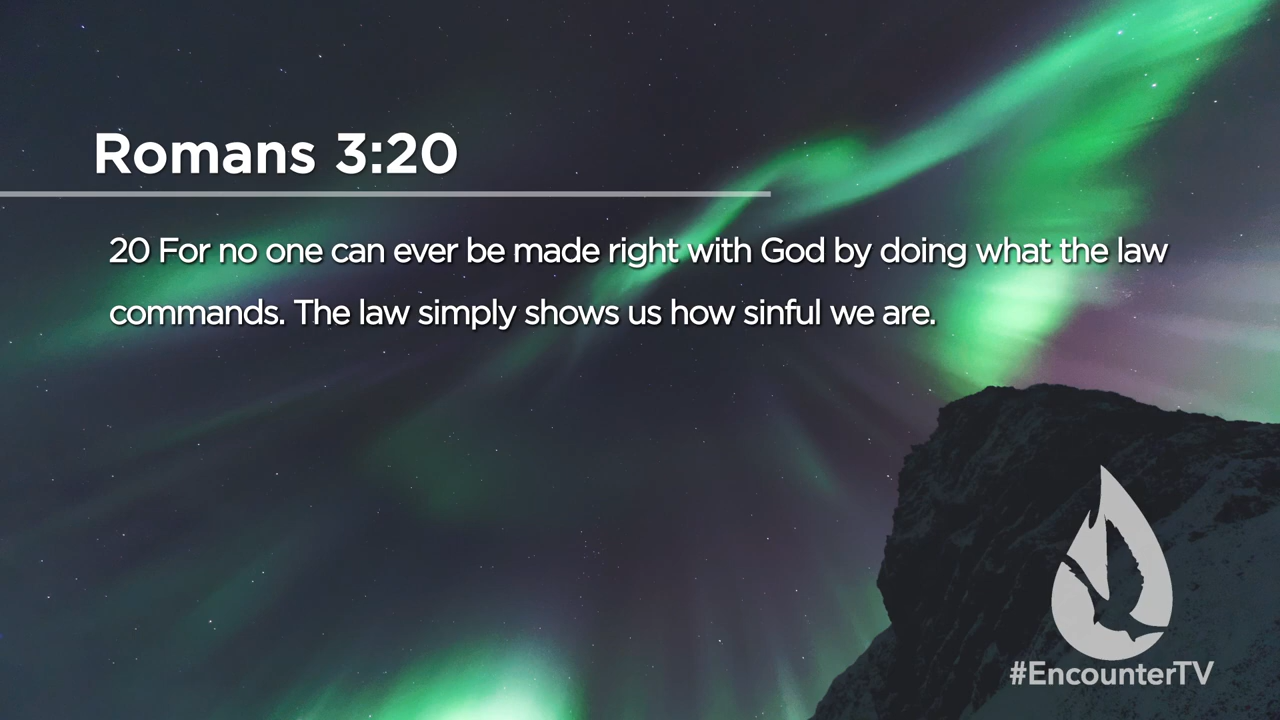 Romans 3:20
20 For no one can ever be made right with God by doing what the law
commands. The law simply shows us how sinful we are.
#EncounterTV